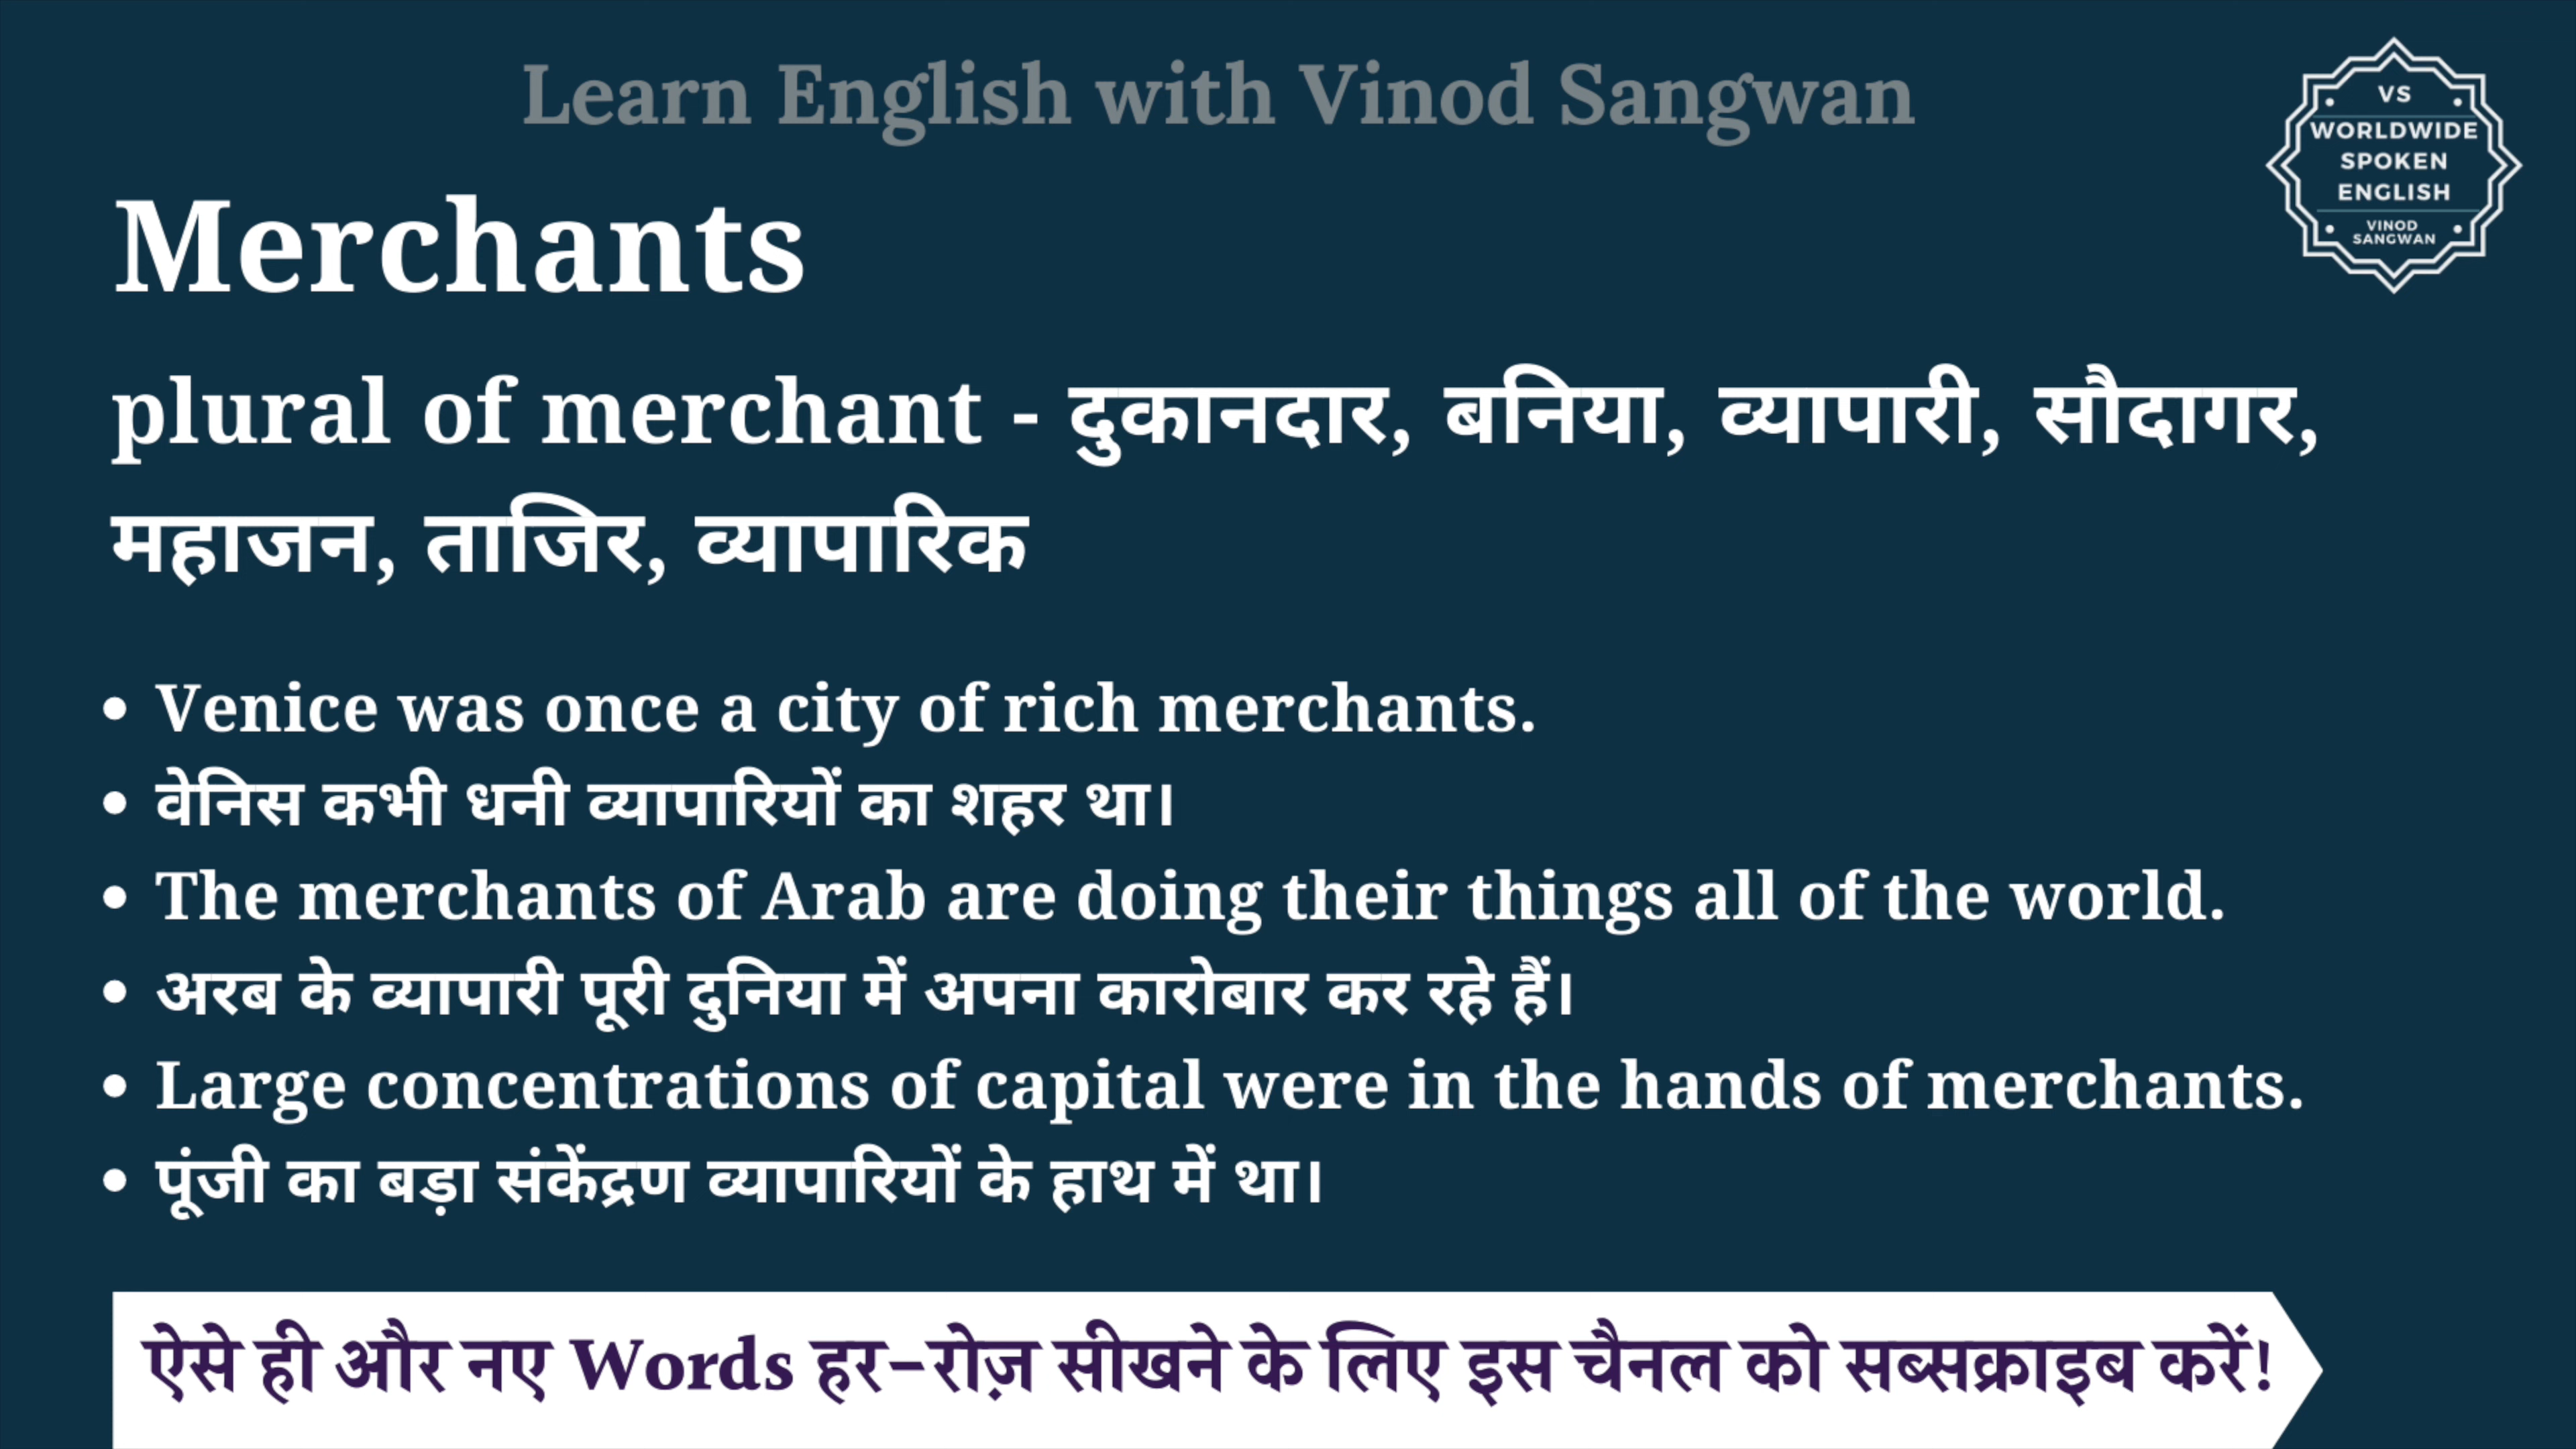 Learn English with Vinod Sangwan
VS
WORLDWIDE
SPOKEN
ENGLISH
VINOD
SANGWAN
Merchants
plural of merchant - दुकानदार, बनिया, व्यापारी, सौदागर,
महाजन, ताजिर, व्यापारिक
• Venice was once a city of rich merchants.
• वेनिस कभी धनी व्यापारियों का शहर था।
• The merchants of Arab are doing their things all of the world.
• अरब के व्यापारी पूरी दुनिया में अपना कारोबार कर रहे हैं।
• Large concentrations of capital were in the hands of merchants.
• पूंजी का बड़ा संकेंद्रण व्यापारियों के हाथ में था।
ऐसे ही और नए Words हर-रोज़ सीखने के लिए इस चैनल को सब्सक्राइब करें!